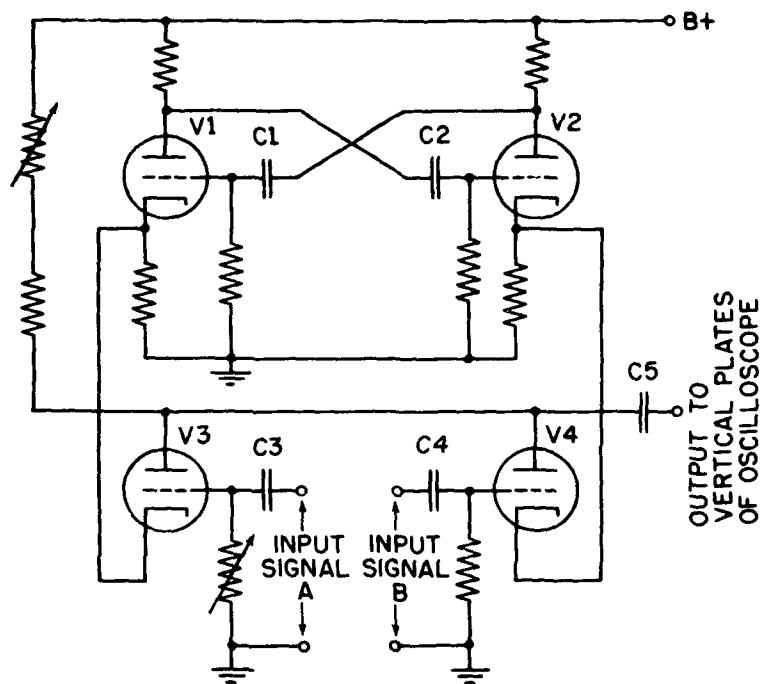 B+
V1
C1
C2
V2
C5
OUTPUT TO
VERTICAL PLATES
OF OSCILLOSCOPE
V3
C3
C4
V4
INPUT
SIGNAL
A
INPUT
SIGNAL
B